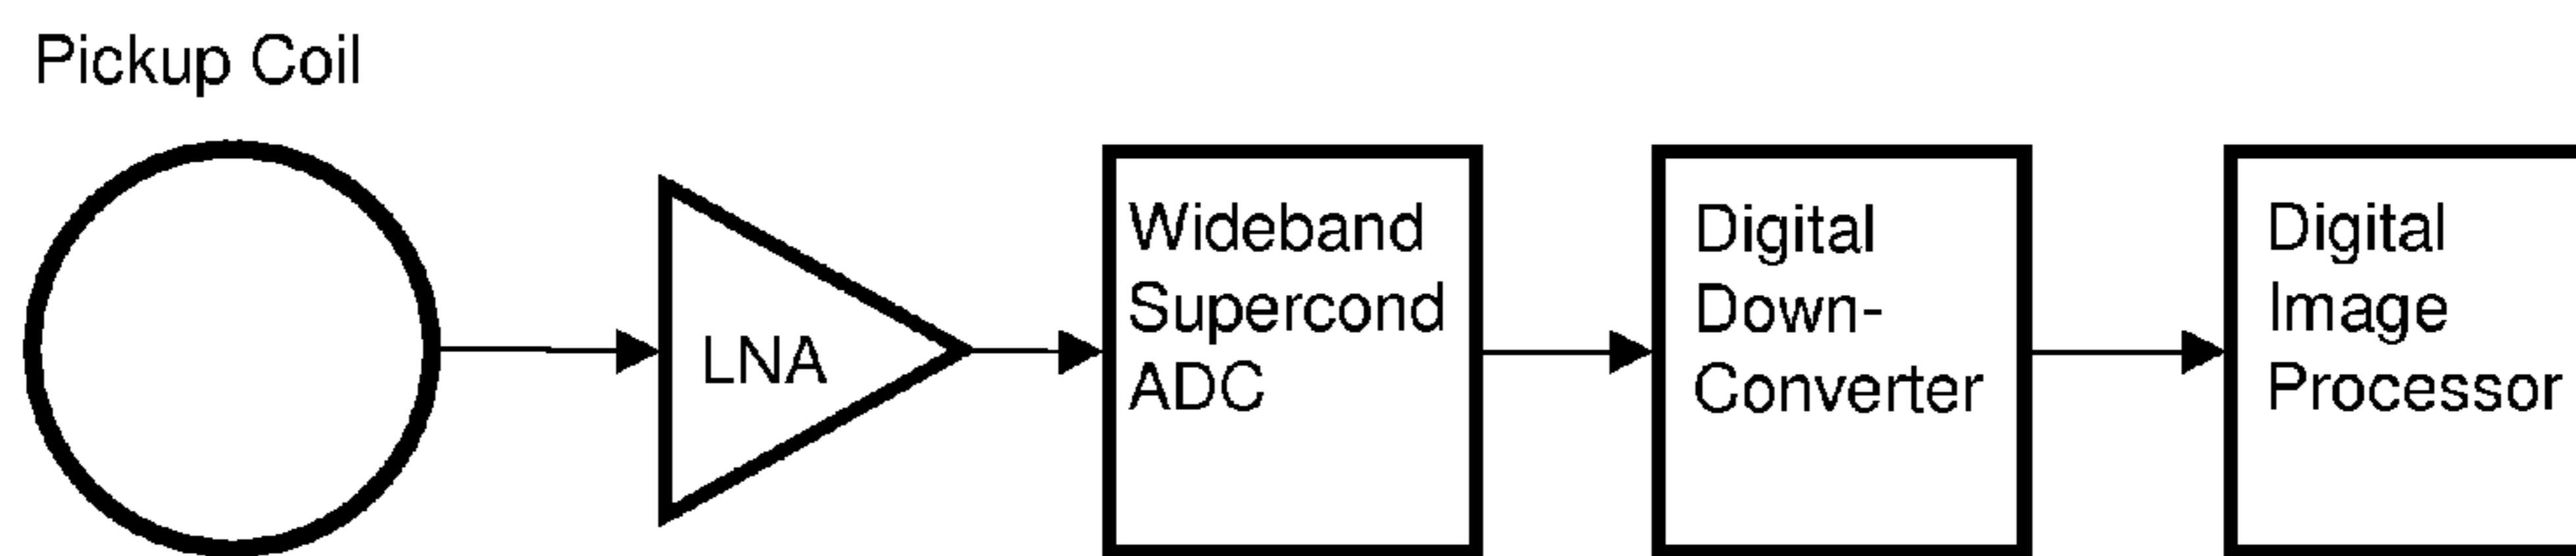 Pickup Coil
LNA
Wideband
Supercond
ADC
Digital
Down-
Converter
Digital
Image
Processor